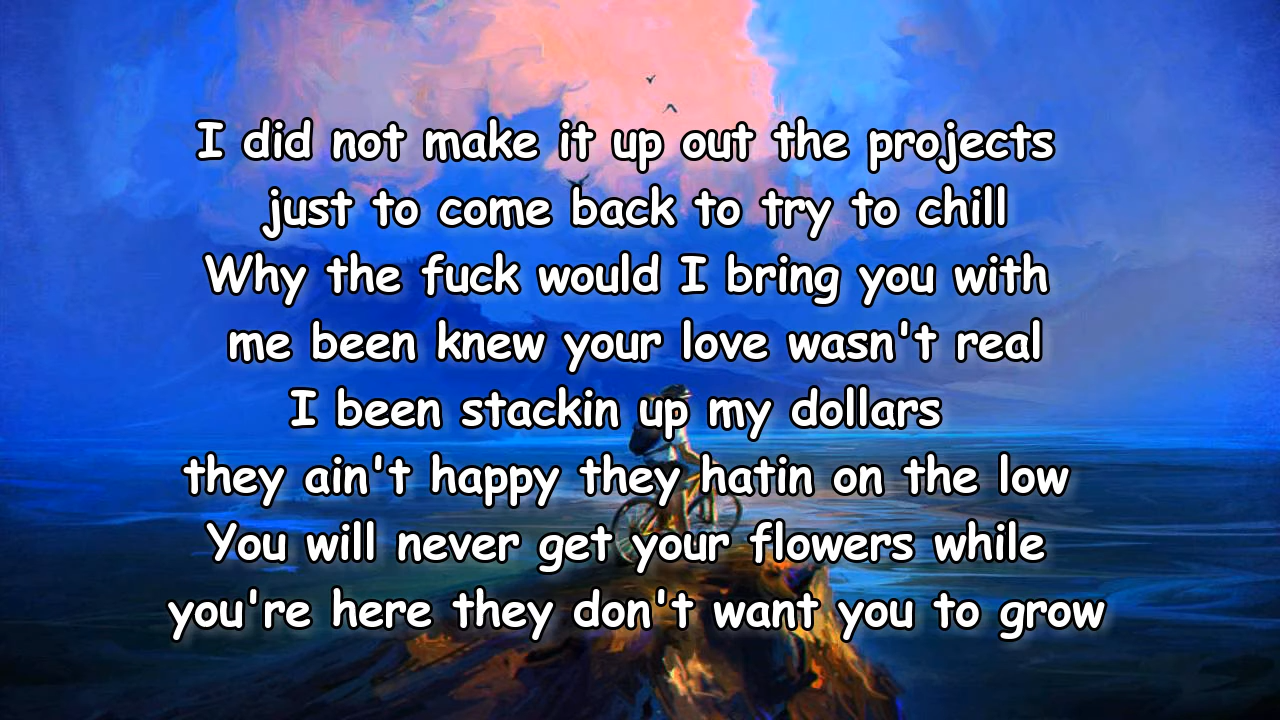 I did not make it up out the projects
just to come back to try to chill
Why the fuck would I bring you with
me been knew your love wasn't real
I been stackin up my dollars
they ain't happy they hatin on the low
You will never get your flowers while
you're here they don't want you to grow